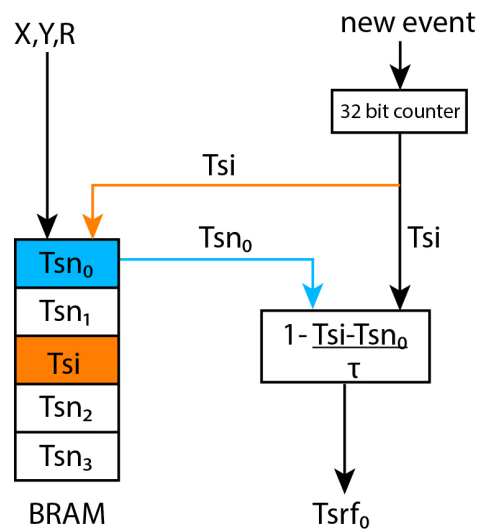 X,Y,R
new event
32 bit counter
Tsi
Tsn₀
Tsi
Tsn₀
Tsn₁
Tsi
Tsn₂
Tsn₃
1- Tsi-Tsn₀
τ
BRAM
Tsrf₀